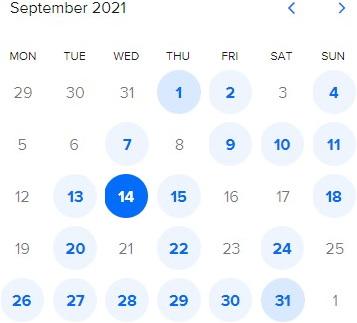 September 2021
MON TUE WED THU FRI SAT SUN
29 30 31 1 2 3 4
5 6 7 8 9 10 11
12 13 14 15 16 17 18
19 20 21 22 23 24 25
26 27 28 29 30 31 1